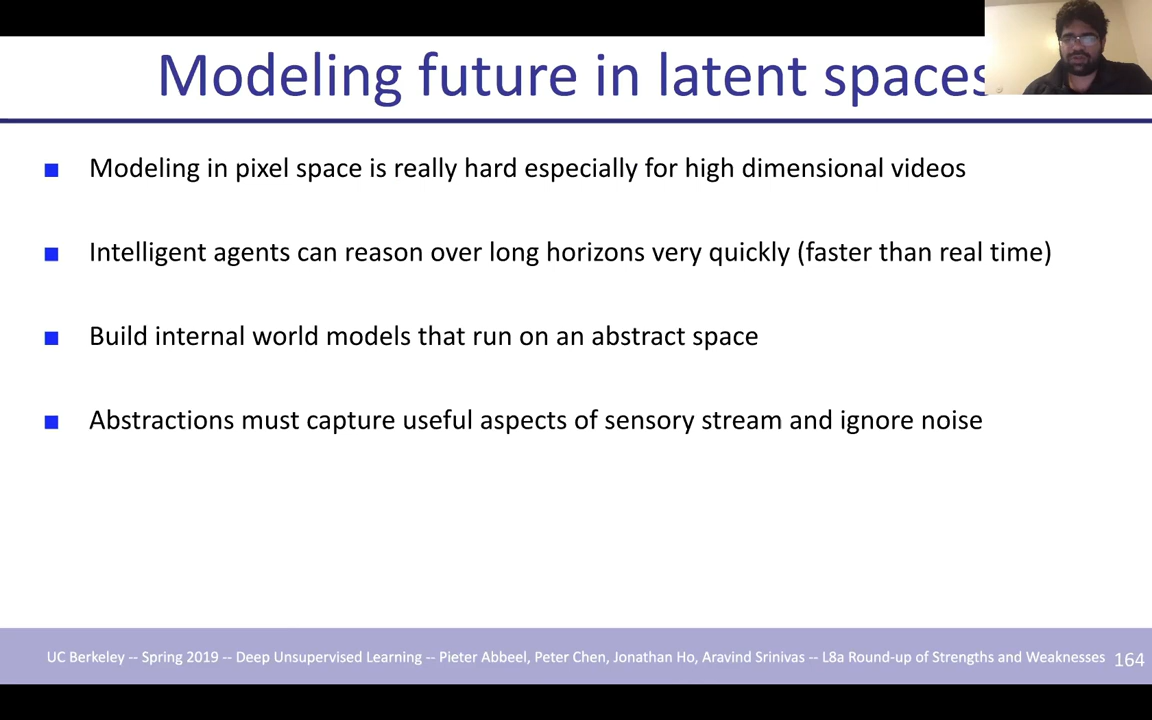 Modeling future in latent spaces
Modeling in pixel space is really hard especially for high dimensional videos
Intelligent agents can reason over long horizons very quickly (faster than real time)
Build internal world models that run on an abstract space
Abstractions must capture useful aspects of sensory stream and ignore noise
UC Berkeley -- Spring 2019 -- Deep Unsupervised Learning -- Pieter Abbeel, Peter Chen, Jonathan Ho, Aravind Srinivas -- L8a Round-up of Strengths and Weaknesses 164